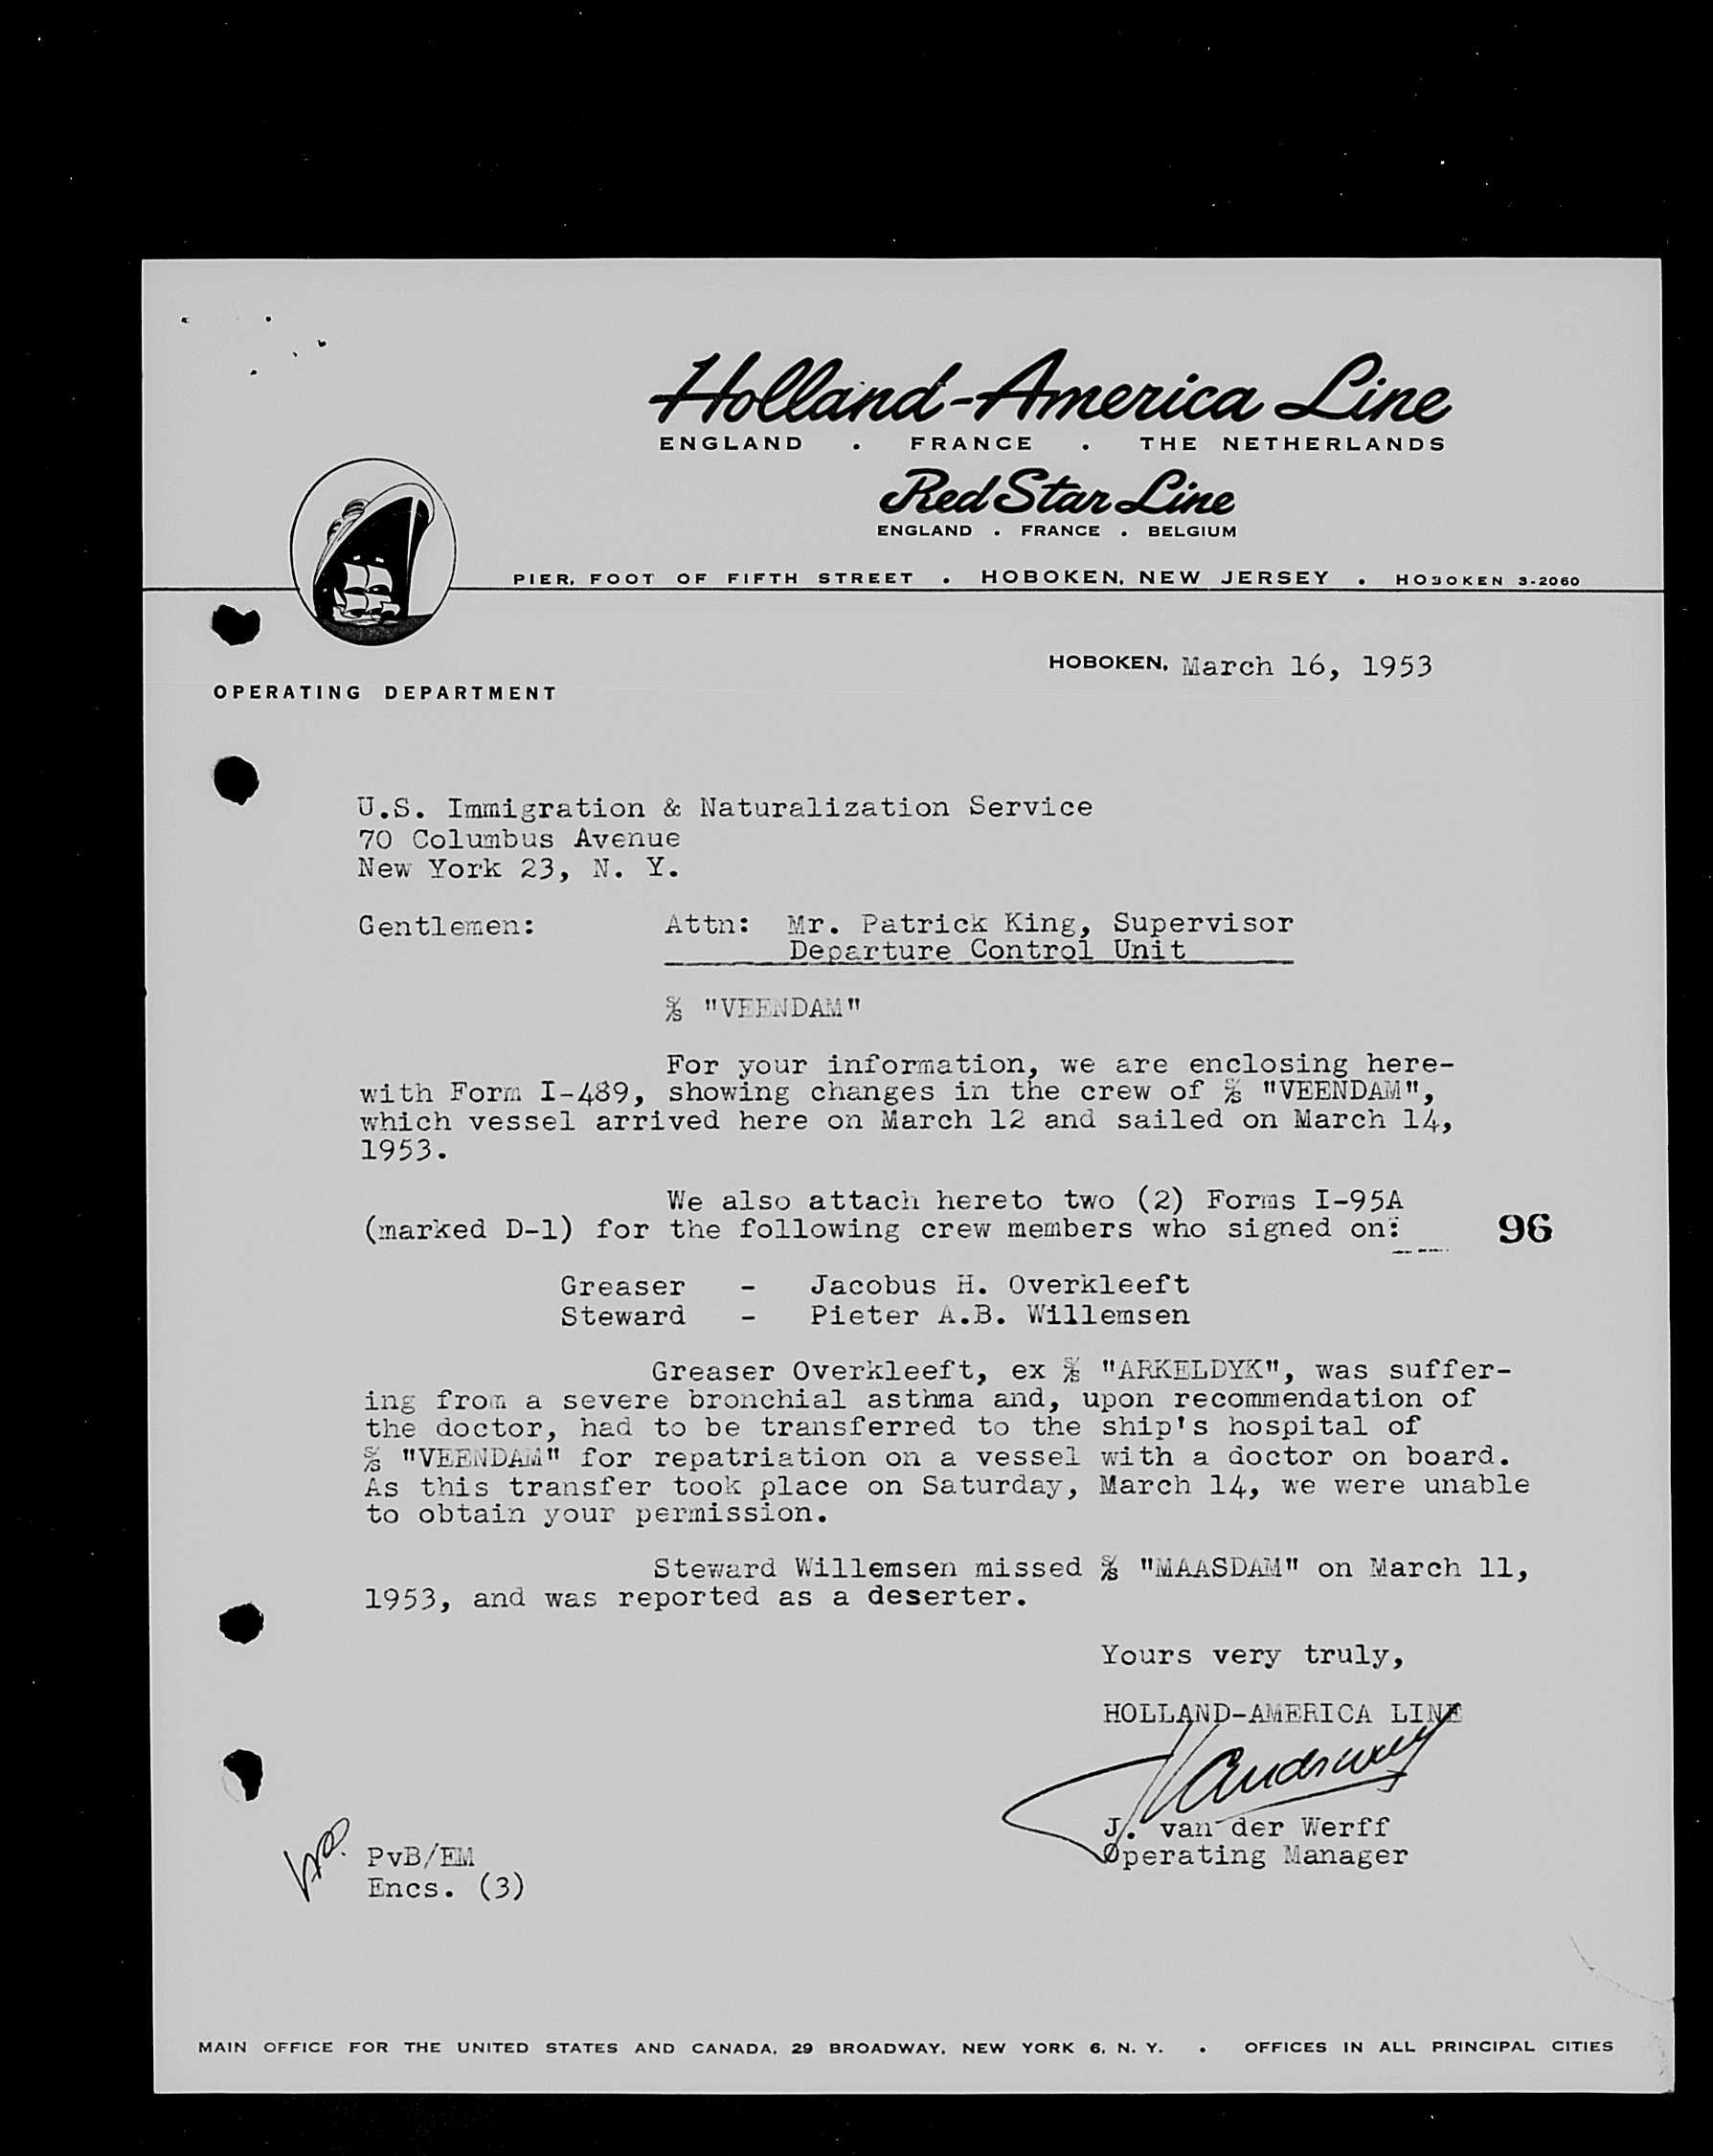 Holland-America Line
ENGLAND . FRANCE . THE NETHERLANDS
Red Star Line
ENGLAND . FRANCE . BELGIUM
PIER, FOOT OF FIFTH STREET . HOBOKEN, NEW JERSEY . HOBOKEN 3-2060
HOBOKEN, March 16, 1953
OPERATING DEPARTMENT
U.S. Immigration & Naturalization Service
70 Columbus Avenue
New York 23, N. Y.
Gentlemen: Attn: Mr. Patrick King, Supervisor
Departure Control Unit
S/S "VEENDAM"
For your information, we are enclosing here-
with Form I-489, showing changes in the crew of S/S "VEENDAM",
which vessel arrived here on March 12 and sailed on March 14,
1953.
We also attach hereto two (2) Forms I-95A
(marked D-1) for the following crew members who signed on:
96
Greaser - Jacobus H. Overkleeft
Steward - Pieter A.B. Willemsen
Greaser Overkleeft, ex S/S "ARKELDYK", was suffer-
ing from a severe bronchial asthma and, upon recommendation of
the doctor, had to be transferred to the ship's hospital of
S/S "VEENDAM" for repatriation on a vessel with a doctor on board.
As this transfer took place on Saturday, March 14, we were unable
to obtain your permission.
Steward Willemsen missed S/S "MAASDAM" on March 11,
1953, and was reported as a deserter.
Yours very truly,
HOLLAND-AMERICA LINE
J. van der Werff
Operating Manager
PvB/EM
Encs. (3)
MAIN OFFICE FOR THE UNITED STATES AND CANADA, 29 BROADWAY, NEW YORK 6, N. Y. . OFFICES IN ALL PRINCIPAL CITIES